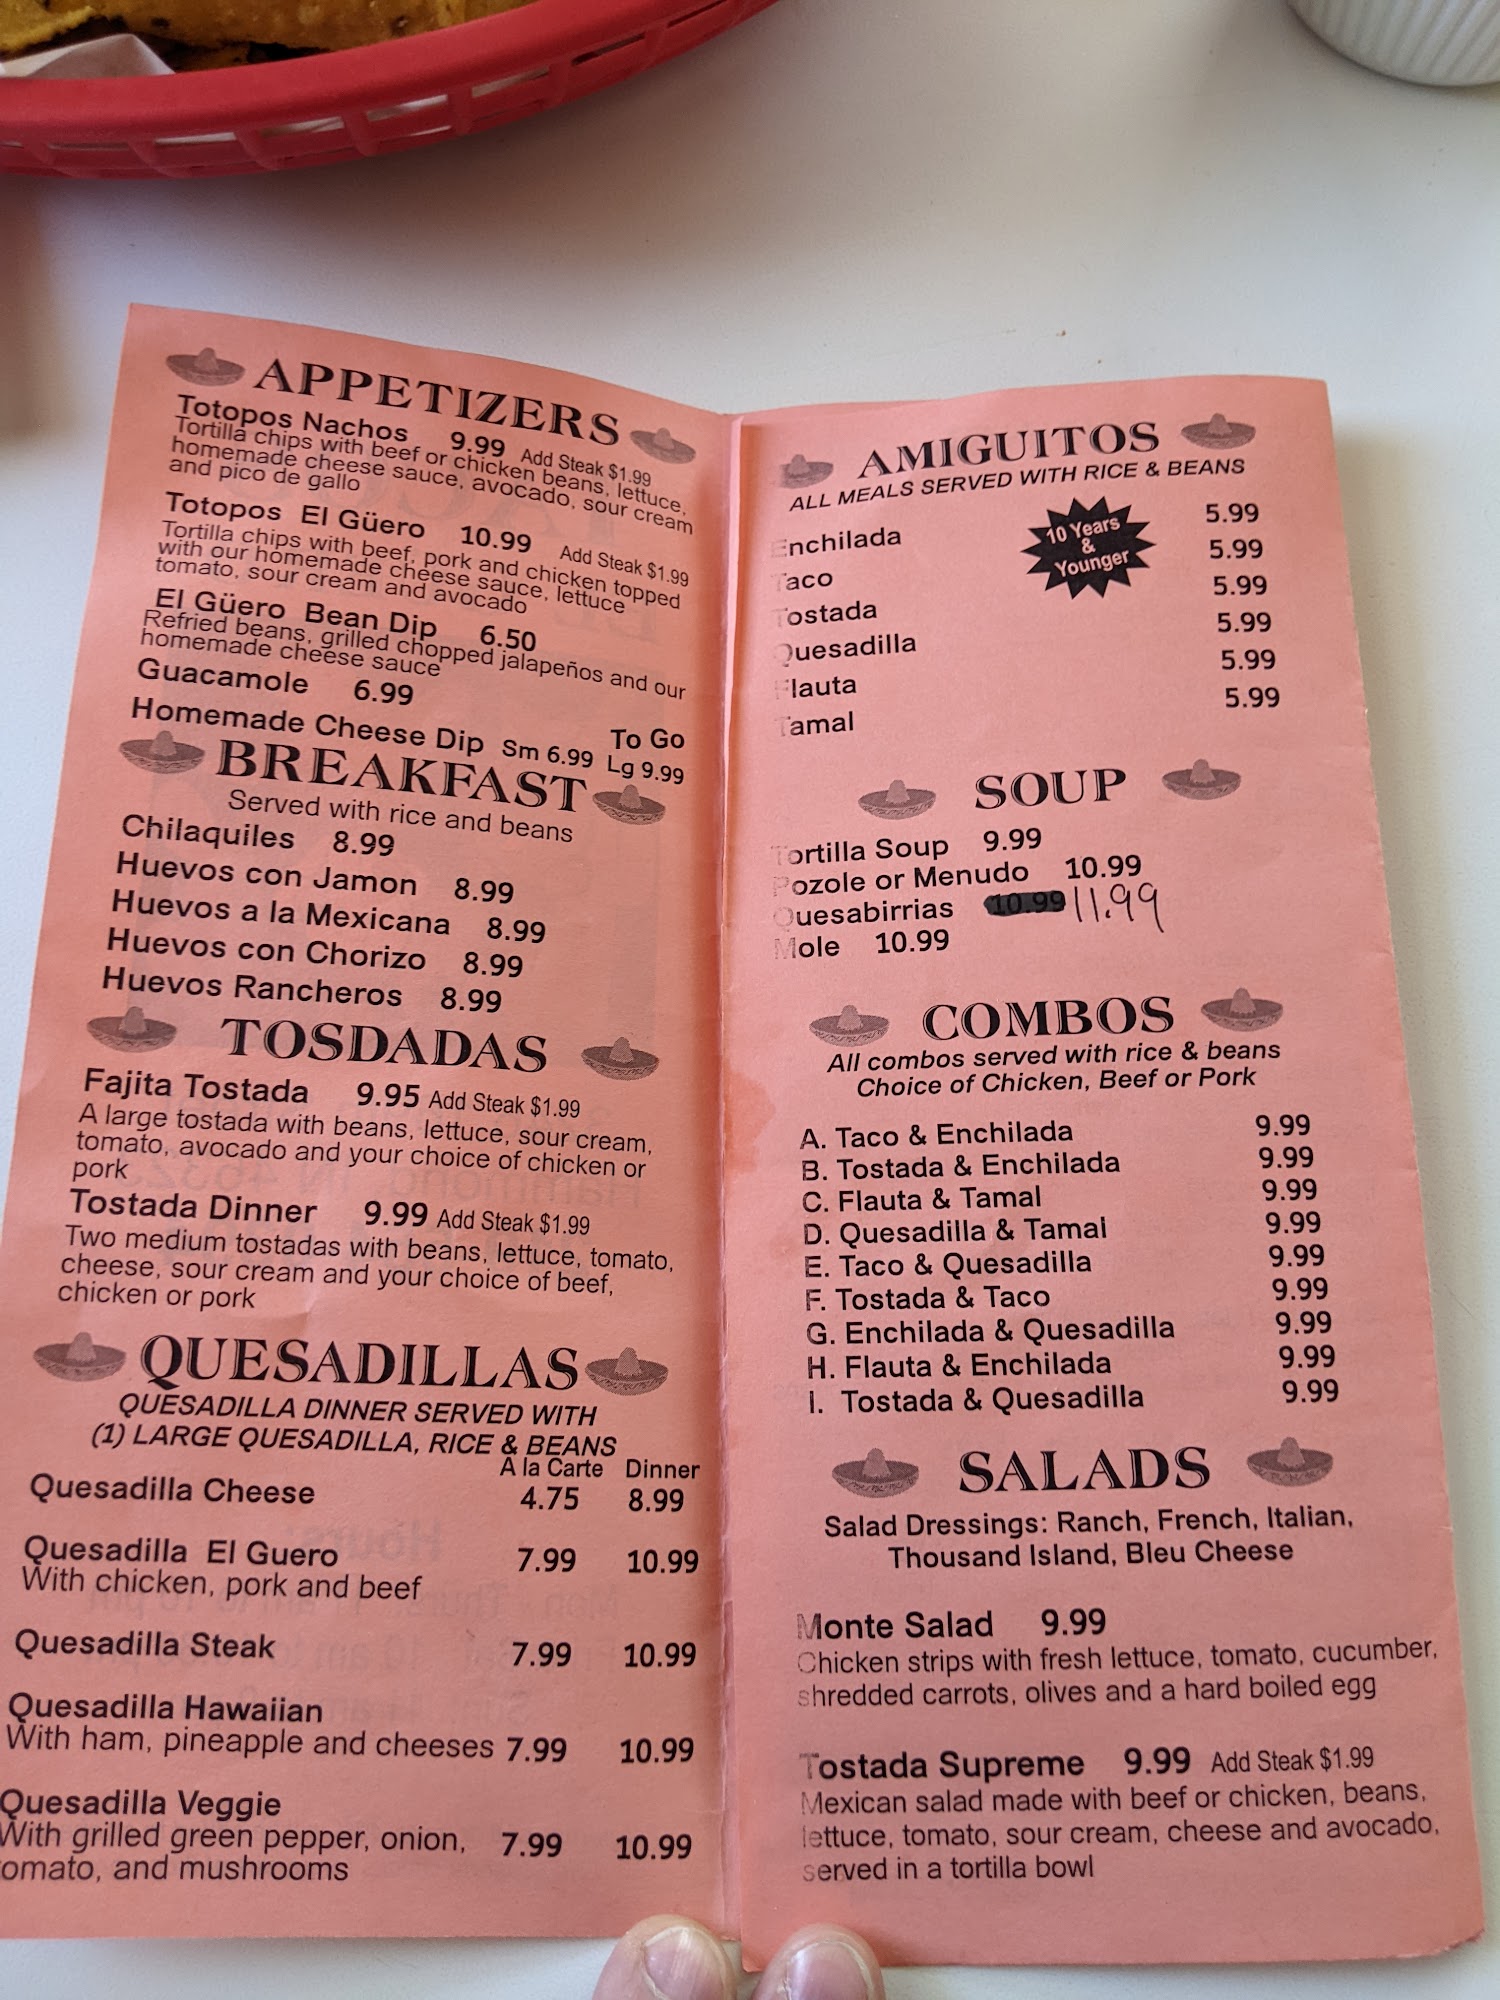 APPETIZERS
Totopos Nachos 9.99 Add Steak $1.99
Tortilla chips with beef or chicken beans, lettuce,
homemade cheese sauce, avocado, sour cream
and pico de gallo
Totopos El Güero 10.99 Add Steak $1.99
Tortilla chips with beef, pork and chicken topped
with our homemade cheese sauce, lettuce
tomato, sour cream and avocado
El Güero Bean Dip 6.50
Refried beans, grilled chopped jalapeños and our
homemade cheese sauce
Guacamole 6.99
To Go
Homemade Cheese Dip Sm 6.99 Lg 9.99
BREAKFAST
Served with rice and beans
Chilaquiles 8.99
Huevos con Jamon 8.99
Huevos a la Mexicana 8.99
Huevos con Chorizo 8.99
Huevos Rancheros 8.99
TOSDADAS
Fajita Tostada 9.95 Add Steak $1.99
A large tostada with beans, lettuce, sour cream,
tomato, avocado and your choice of chicken or
pork
Tostada Dinner 9.99 Add Steak $1.99
Two medium tostadas with beans, lettuce, tomato,
cheese, sour cream and your choice of beef,
chicken or pork
QUESADILLAS
QUESADILLA DINNER SERVED WITH
(1) LARGE QUESADILLA, RICE & BEANS
A la Carte Dinner
Quesadilla Cheese 4.75 8.99
Quesadilla El Guero 7.99 10.99
With chicken, pork and beef
Quesadilla Steak 7.99 10.99
Quesadilla Hawaiian
With ham, pineapple and cheeses 7.99 10.99
Quesadilla Veggie
With grilled green pepper, onion, 7.99 10.99
omato, and mushrooms
AMIGUITOS
ALL MEALS SERVED WITH RICE & BEANS
10 Years
&
Younger
Enchilada 5.99
Taco 5.99
Tostada 5.99
Quesadilla 5.99
Flauta 5.99
Tamal 5.99
SOUP
Tortilla Soup 9.99
Pozole or Menudo 10.99
Quesabirrias 10.99 11.99
Mole 10.99
COMBOS
All combos served with rice & beans
Choice of Chicken, Beef or Pork
A. Taco & Enchilada 9.99
B. Tostada & Enchilada 9.99
C. Flauta & Tamal 9.99
D. Quesadilla & Tamal 9.99
E. Taco & Quesadilla 9.99
F. Tostada & Taco 9.99
G. Enchilada & Quesadilla 9.99
H. Flauta & Enchilada 9.99
I. Tostada & Quesadilla 9.99
SALADS
Salad Dressings: Ranch, French, Italian,
Thousand Island, Bleu Cheese
Monte Salad 9.99
Chicken strips with fresh lettuce, tomato, cucumber,
shredded carrots, olives and a hard boiled egg
Tostada Supreme 9.99 Add Steak $1.99
Mexican salad made with beef or chicken, beans,
lettuce, tomato, sour cream, cheese and avocado,
served in a tortilla bowl